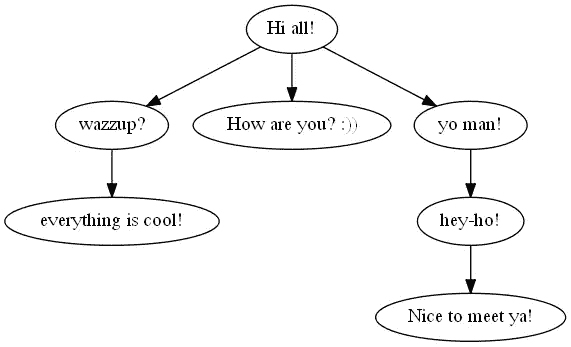 Hi all!
wazzup?
How are you? :))
yo man!
everything is cool!
hey-ho!
Nice to meet ya!